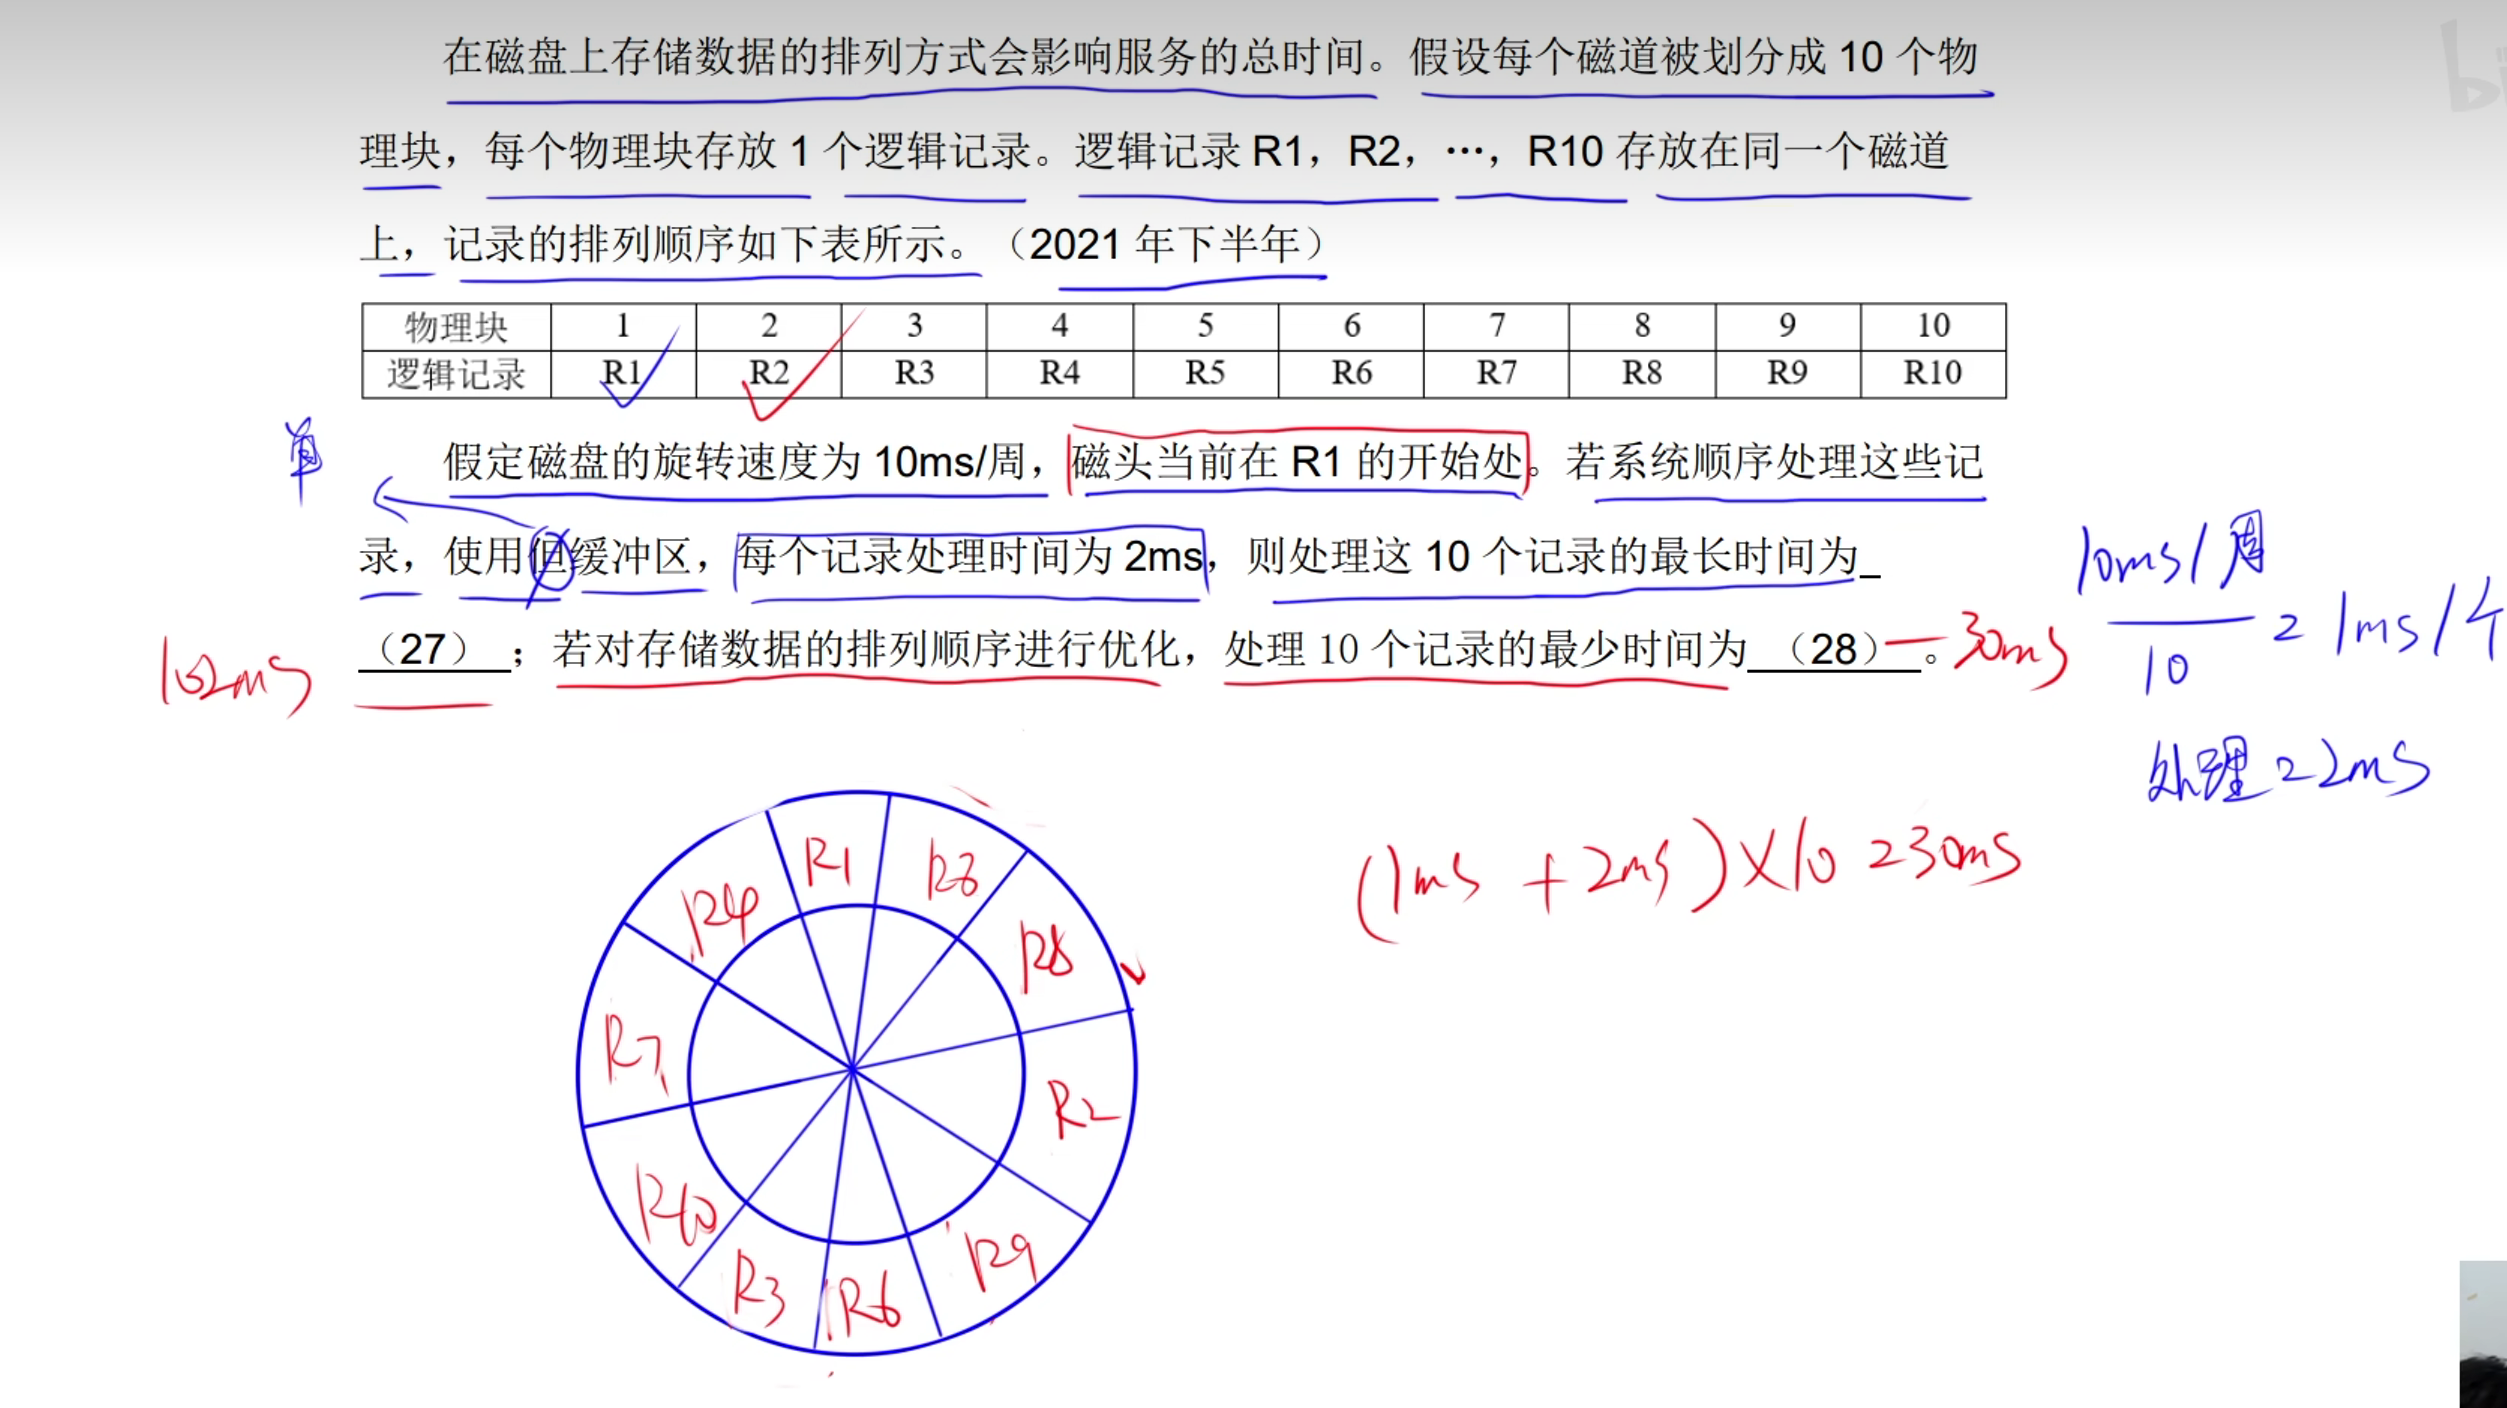 在磁盘上存储数据的排列方式会影响服务的总时间。假设每个磁道被划分成 10 个物
理块，每个物理块存放 1 个逻辑记录。逻辑记录 R1，R2，…，R10 存放在同一个磁道
上，记录的排列顺序如下表所示。（2021 年下半年）
物理块 1 2 3 4 5 6 7 8 9 10
逻辑记录 R1 R2 R3 R4 R5 R6 R7 R8 R9 R10
单
假定磁盘的旋转速度为 10ms/周，磁头当前在 R1 的开始处。若系统顺序处理这些记
录，使用但缓冲区，每个记录处理时间为 2ms，则处理这 10 个记录的最长时间为
（27）；若对存储数据的排列顺序进行优化，处理 10 个记录的最少时间为（28）。
102ms
30ms
10ms/周
10
= 1ms/个
处理=2ms
(1ms + 2ms)×10=30ms
R1
R8
R2
R9
R6
R3
R10
R7
R4